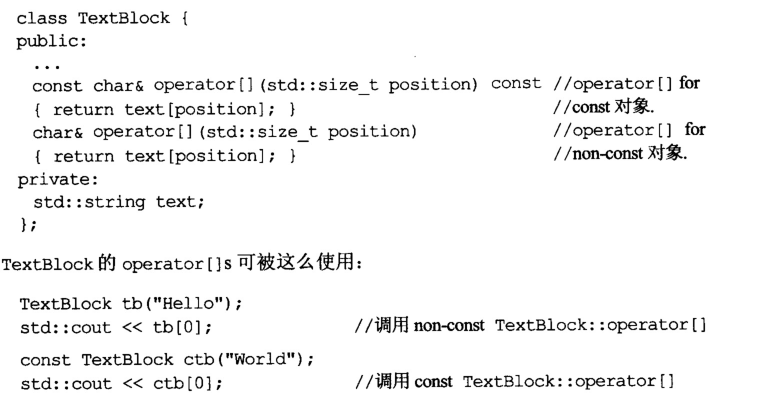 class TextBlock {
public:
...
const char& operator[](std::size_t position) const //operator[] for
{ return text[position]; } //const 对象.
char& operator[](std::size_t position) //operator[] for
{ return text[position]; } //non-const 对象.
private:
std::string text;
};
TextBlock 的 operator[]s 可被这么使用：
TextBlock tb("Hello");
std::cout << tb[0]; //调用 non-const TextBlock::operator[]
const TextBlock ctb("World");
std::cout << ctb[0]; //调用 const TextBlock::operator[]